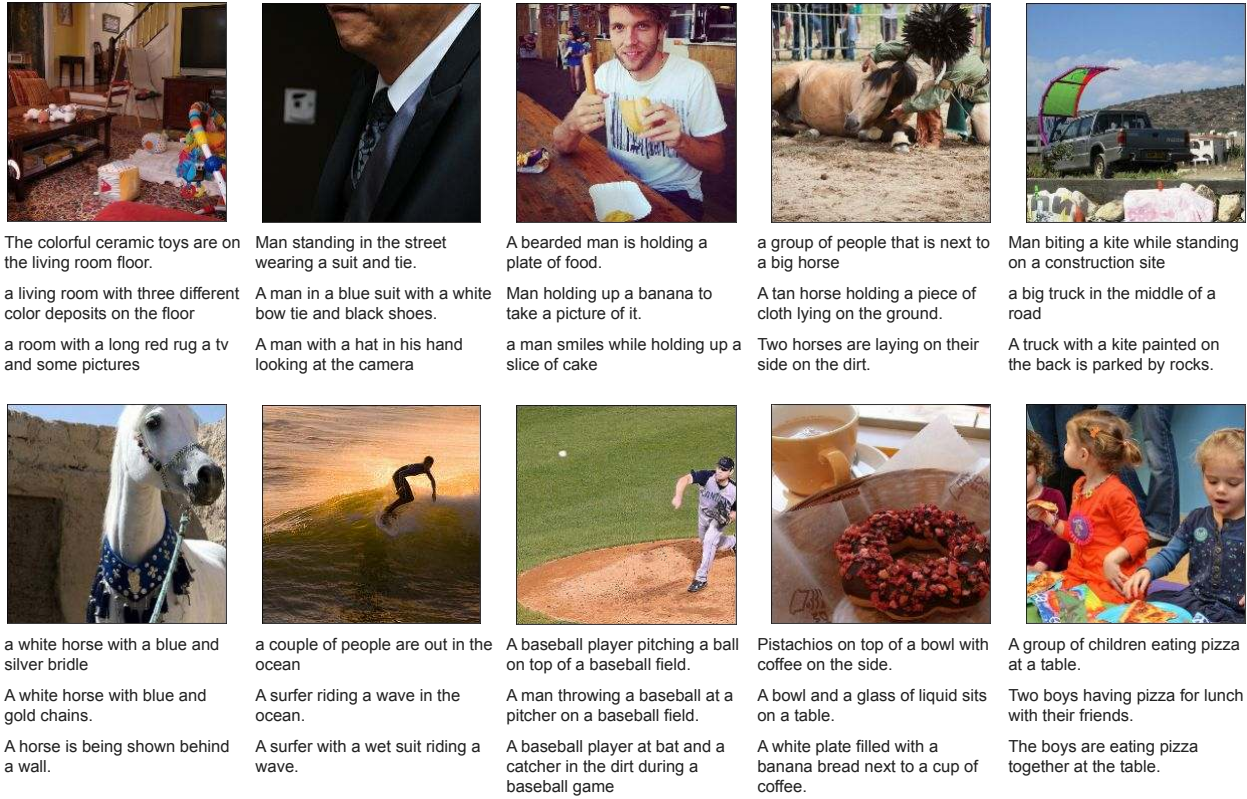 The colorful ceramic toys are on
the living room floor.
a living room with three different
color deposits on the floor
a room with a long red rug a tv
and some pictures
Man standing in the street
wearing a suit and tie.
A man in a blue suit with a white
bow tie and black shoes.
A man with a hat in his hand
looking at the camera
A bearded man is holding a
plate of food.
Man holding up a banana to
take a picture of it.
a man smiles while holding up a
slice of cake
a group of people that is next to
a big horse
A tan horse holding a piece of
cloth lying on the ground.
Two horses are laying on their
side on the dirt.
Man biting a kite while standing
on a construction site
a big truck in the middle of a
road
A truck with a kite painted on
the back is parked by rocks.
a white horse with a blue and
silver bridle
A white horse with blue and
gold chains.
A horse is being shown behind
a wall.
a couple of people are out in the
ocean
A surfer riding a wave in the
ocean.
A surfer with a wet suit riding a
wave.
A baseball player pitching a ball
on top of a baseball field.
A man throwing a baseball at a
pitcher on a baseball field.
A baseball player at bat and a
catcher in the dirt during a
baseball game
Pistachios on top of a bowl with
coffee on the side.
A bowl and a glass of liquid sits
on a table.
A white plate filled with a
banana bread next to a cup of
coffee.
A group of children eating pizza
at a table.
Two boys having pizza for lunch
with their friends.
The boys are eating pizza
together at the table.